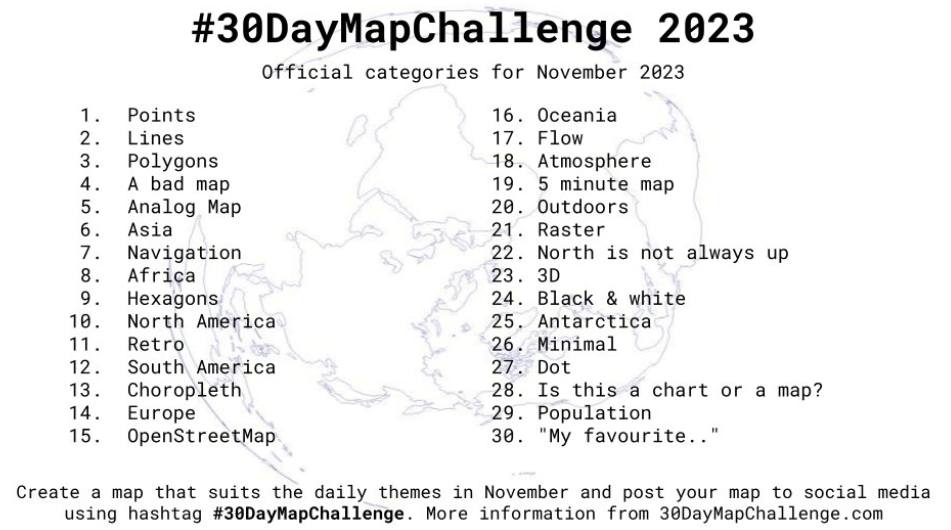 #30DayMapChallenge 2023
Official categories for November 2023
1. Points
2. Lines
3. Polygons
4. A bad map
5. Analog Map
6. Asia
7. Navigation
8. Africa
9. Hexagons
10. North America
11. Retro
12. South America
13. Choropleth
14. Europe
15. OpenStreetMap
16. Oceania
17. Flow
18. Atmosphere
19. 5 minute map
20. Outdoors
21. Raster
22. North is not always up
23. 3D
24. Black & white
25. Antarctica
26. Minimal
27. Dot
28. Is this a chart or a map?
29. Population
30. "My favourite.."
Create a map that suits the daily themes in November and post your map to social media
using hashtag #30DayMapChallenge. More information from 30DayMapChallenge.com